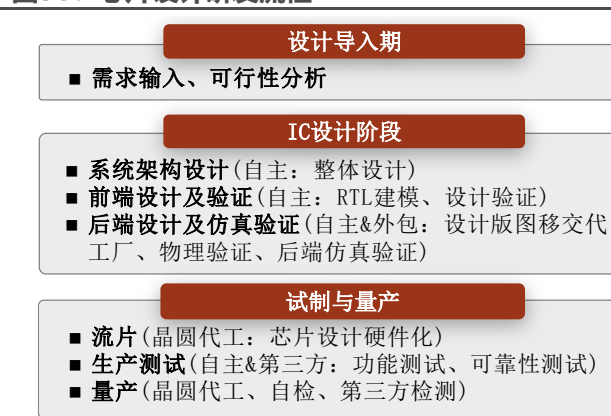 设计导入期
■ 需求输入、可行性分析
IC设计阶段
■ 系统架构设计(自主：整体设计)
■ 前端设计及验证(自主：RTL建模、设计验证)
■ 后端设计及仿真验证(自主&外包：设计版图移交代
工厂、物理验证、后端仿真验证)
试制与量产
■ 流片(晶圆代工：芯片设计硬件化)
■ 生产测试(自主&第三方：功能测试、可靠性测试)
■ 量产(晶圆代工、自检、第三方检测)